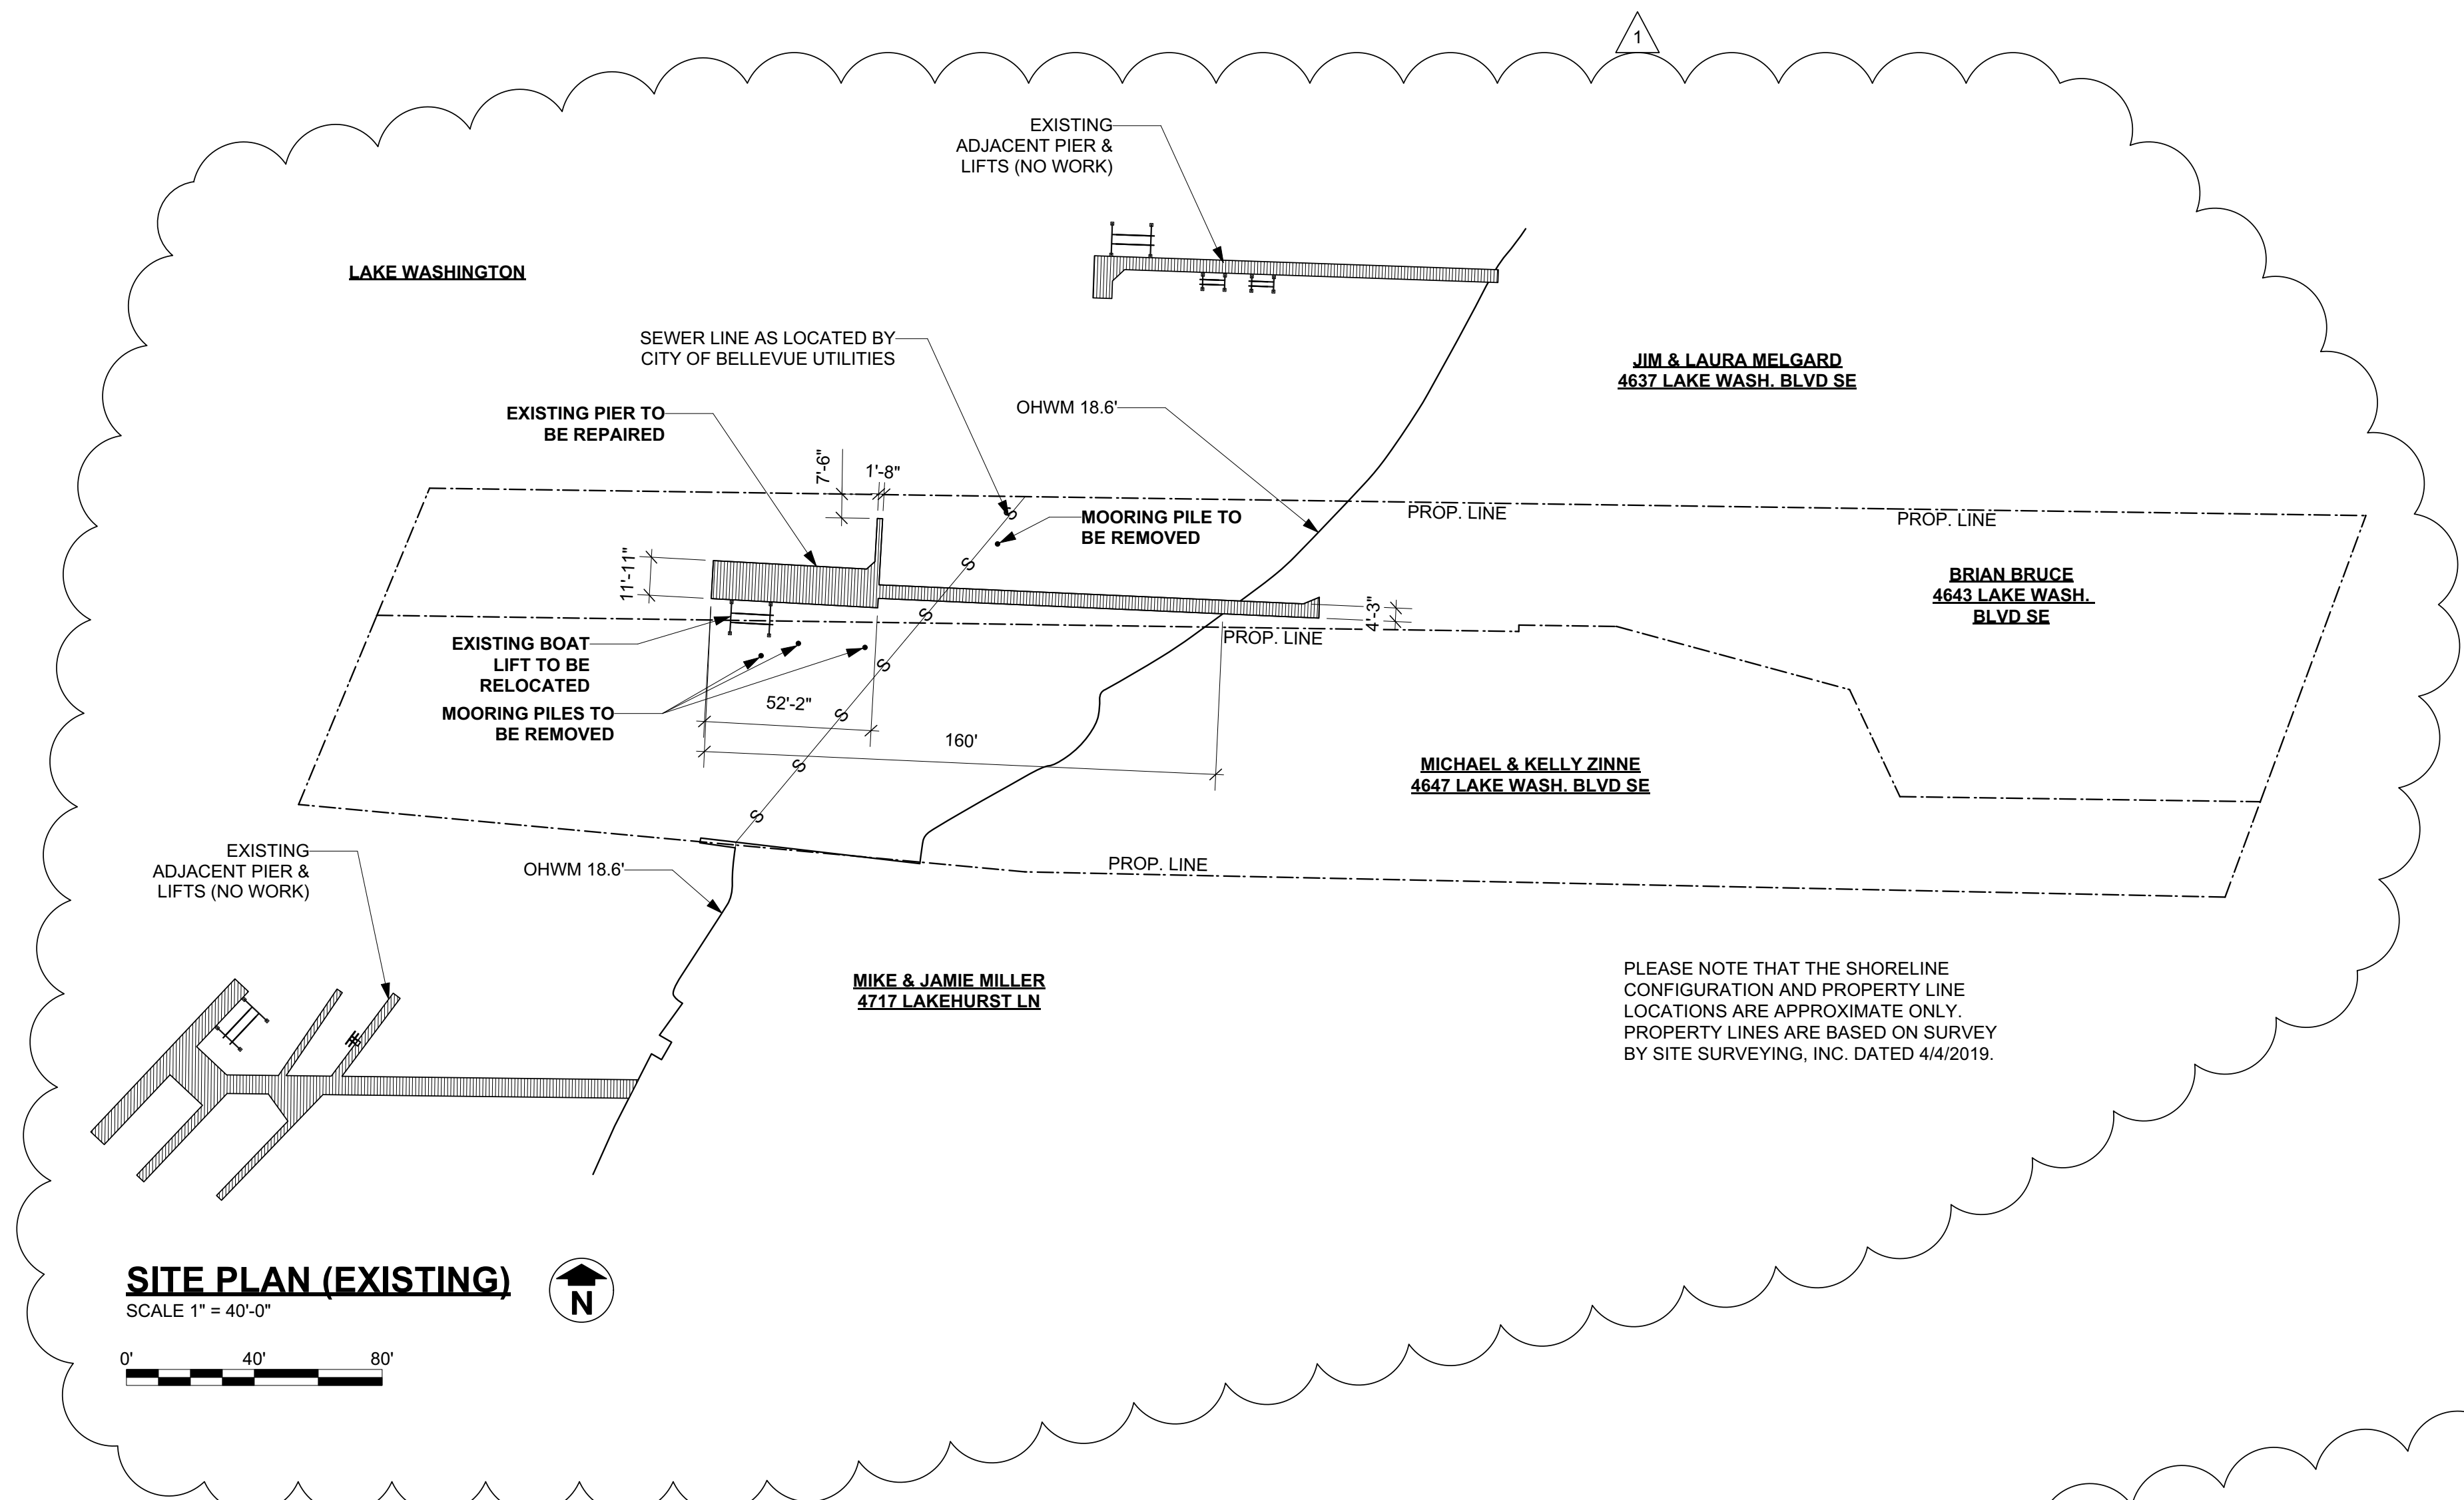 1
EXISTING
ADJACENT PIER &
LIFTS (NO WORK)
LAKE WASHINGTON
SEWER LINE AS LOCATED BY
CITY OF BELLEVUE UTILITIES
JIM & LAURA MELGARD
4637 LAKE WASH. BLVD SE
EXISTING PIER TO
BE REPAIRED
OHWM 18.6'
7'-6"
1'-8"
S
MOORING PILE TO
BE REMOVED
PROP. LINE
PROP. LINE
11'-11"
S
BRIAN BRUCE
4643 LAKE WASH.
BLVD SE
S
4'-3"
EXISTING BOAT
LIFT TO BE
RELOCATED
PROP. LINE
S
MOORING PILES TO
BE REMOVED
52'-2"
S
160'
S
MICHAEL & KELLY ZINNE
4647 LAKE WASH. BLVD SE
S
EXISTING
ADJACENT PIER &
LIFTS (NO WORK)
OHWM 18.6'
PROP. LINE
MIKE & JAMIE MILLER
4717 LAKEHURST LN
PLEASE NOTE THAT THE SHORELINE
CONFIGURATION AND PROPERTY LINE
LOCATIONS ARE APPROXIMATE ONLY.
PROPERTY LINES ARE BASED ON SURVEY
BY SITE SURVEYING, INC. DATED 4/4/2019.
SITE PLAN (EXISTING)
SCALE 1" = 40'-0"
N
0' 40' 80'